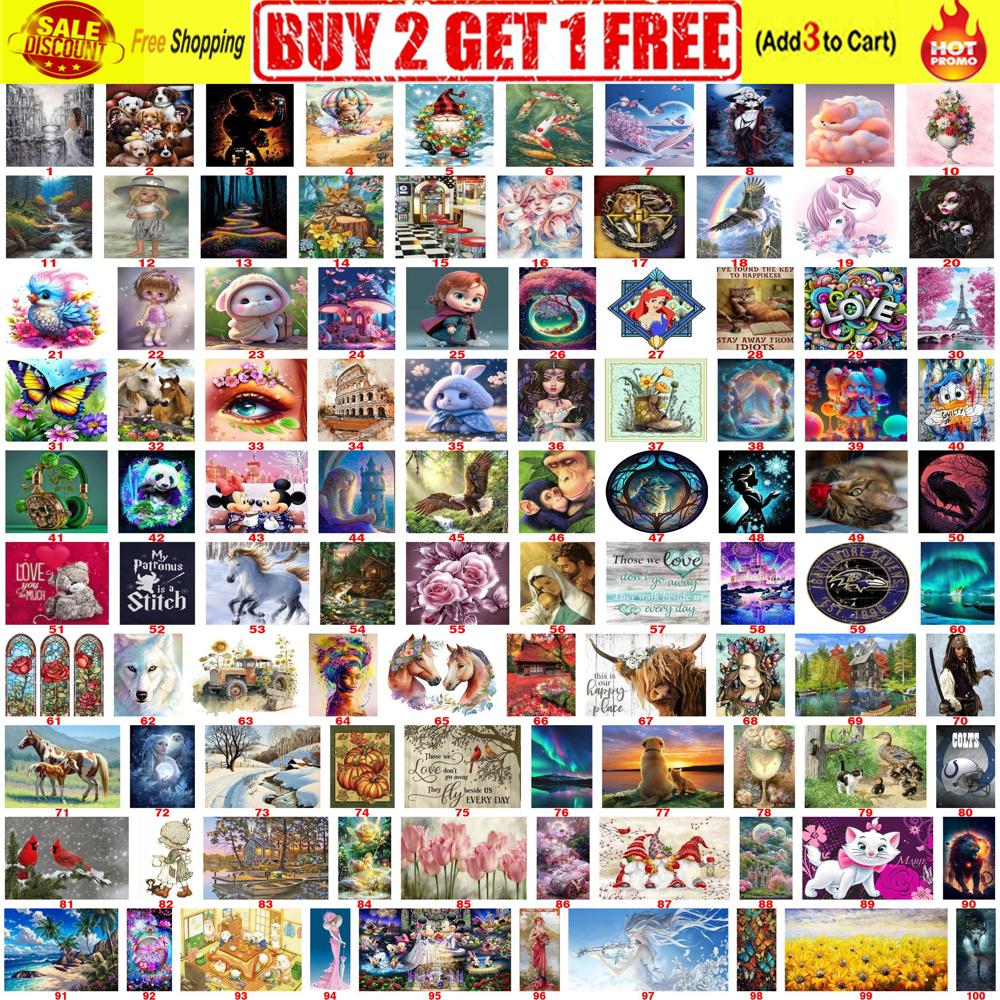 SALE
DISCOUNT
Free Shopping
BUY 2 GET 1 FREE
(Add 3 to Cart)
HOT
PROMO
1 2 3 4 5 6 7 8 9 10
11 12 13 14 15 16 17 18 19 20
I'VE FOUND THE KEY
TO HAPPINESS
STAY AWAY FROM
IDIOTS
LOVE
21 22 23 24 25 26 27 28 29 30
GUILTY
31 32 33 34 35 36 37 38 39 40
41 42 43 44 45 46 47 48 49 50
LOVE
you
MUCH
My
Patronus
is a
Stitch
Those we love
don't go away
They walk beside us
every day
BALTIMORE RAVENS
EST. 1996
51 52 53 54 55 56 57 58 59 60
this is
our
happy
place
61 62 63 64 65 66 67 68 69 70
Those we
Love don't
go away
They fly beside US
EVERY DAY
COLTS
71 72 73 74 75 76 77 78 79 80
MARIE
81 82 83 84 85 86 87 88 89 90
91 92 93 94 95 96 97 98 99 100